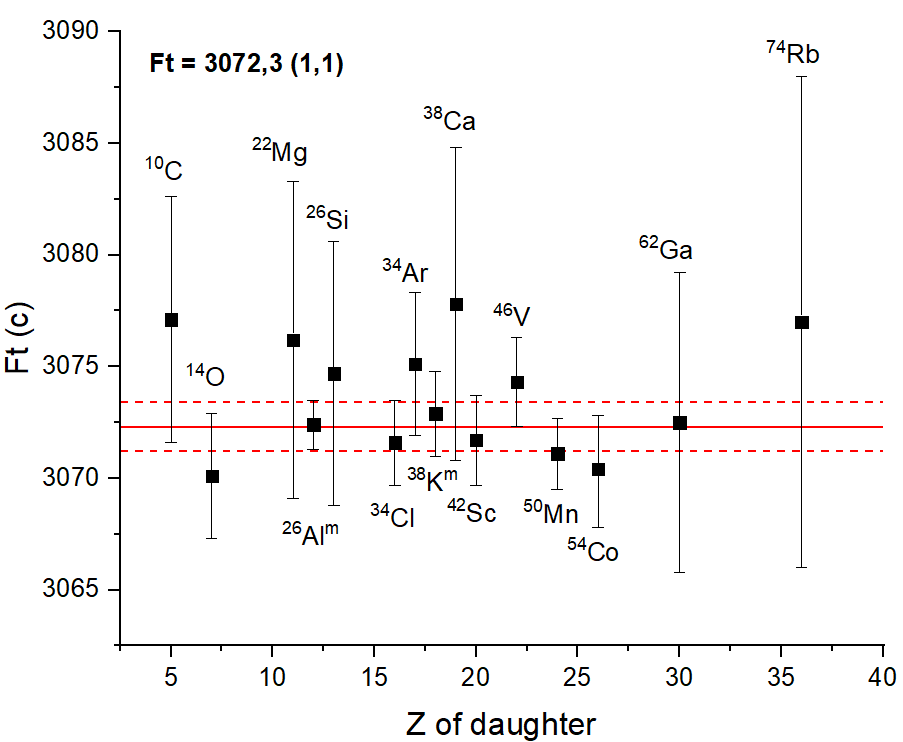 3090
3085
3080
3075
3070
3065
Ft (c)
Ft = 3072,3 (1,1)
¹⁰C
¹⁴O
²²Mg
²⁶Alᵐ
²⁶Si
³⁴Cl
³⁴Ar
³⁸Kᵐ
³⁸Ca
⁴²Sc
⁴⁶V
⁵⁰Mn
⁵⁴Co
⁶²Ga
⁷⁴Rb
5 10 15 20 25 30 35 40
Z of daughter